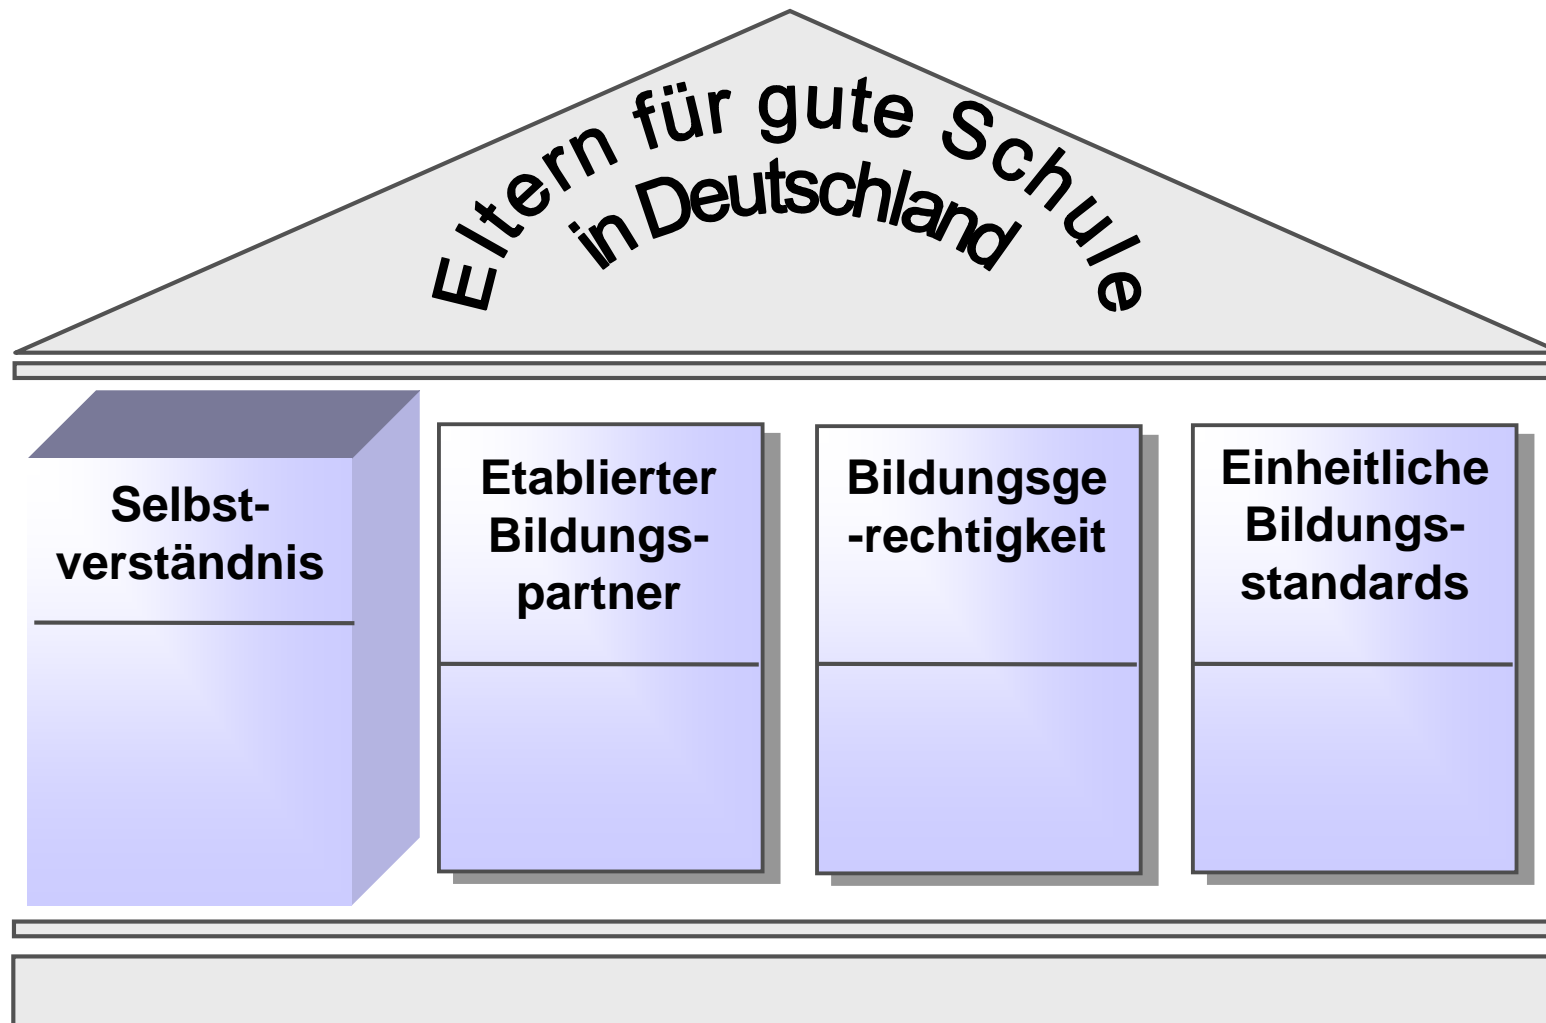 Eltern für gute Schule
in Deutschland
Selbst-
verständnis
Etablierter
Bildungs-
partner
Bildungsge
-rechtigkeit
Einheitliche
Bildungs-
standards